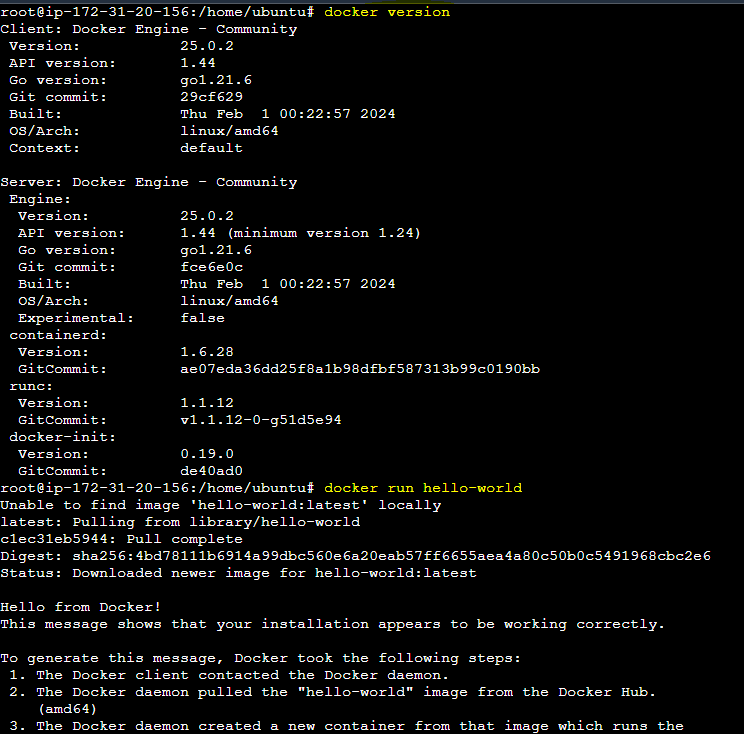 root@ip-172-31-20-156:/home/ubuntu# docker version
Client: Docker Engine - Community
 Version:           25.0.2
 API version:       1.44
 Go version:        go1.21.6
 Git commit:        29cf629
 Built:             Thu Feb  1 00:22:57 2024
 OS/Arch:           linux/amd64
 Context:           default

Server: Docker Engine - Community
 Engine:
  Version:          25.0.2
  API version:      1.44 (minimum version 1.24)
  Go version:       go1.21.6
  Git commit:       fce6e0c
  Built:            Thu Feb  1 00:22:57 2024
  OS/Arch:          linux/amd64
  Experimental:     false
 containerd:
  Version:          1.6.28
  GitCommit:        ae07eda36dd25f8a1b98dfbf587313b99c0190bb
 runc:
  Version:          1.1.12
  GitCommit:        v1.1.12-0-g51d5e94
 docker-init:
  Version:          0.19.0
  GitCommit:        de40ad0
root@ip-172-31-20-156:/home/ubuntu# docker run hello-world
Unable to find image 'hello-world:latest' locally
latest: Pulling from library/hello-world
c1ec31eb5944: Pull complete
Digest: sha256:4bd78111b6914a99dbc560e6a20eab57ff6655aea4a80c50b0c5491968cbc2e6
Status: Downloaded newer image for hello-world:latest

Hello from Docker!
This message shows that your installation appears to be working correctly.

To generate this message, Docker took the following steps:
 1. The Docker client contacted the Docker daemon.
 2. The Docker daemon pulled the "hello-world" image from the Docker Hub.
    (amd64)
 3. The Docker daemon created a new container from that image which runs the